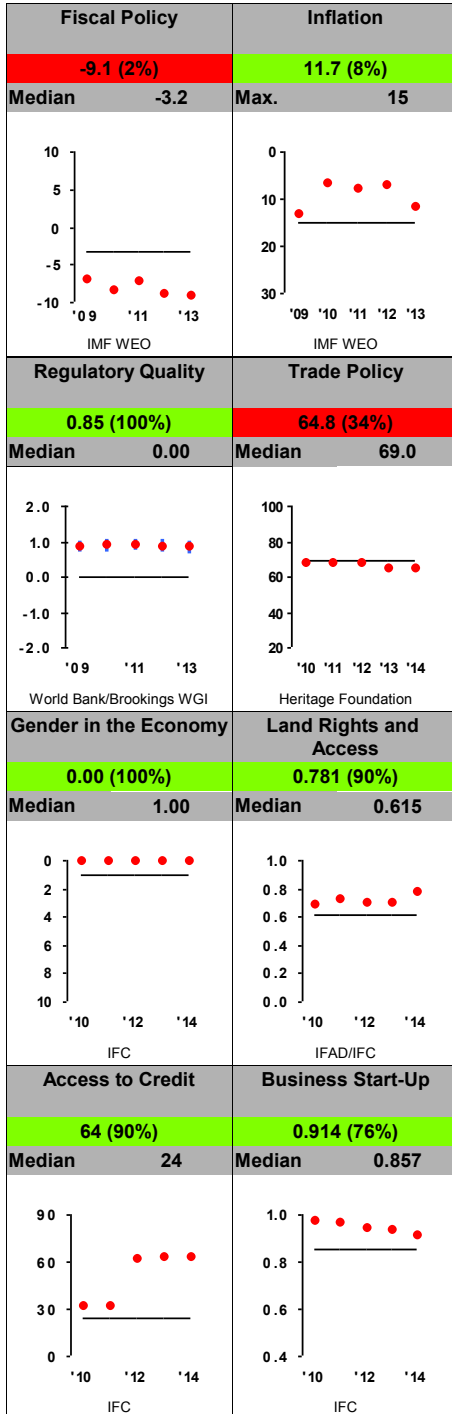 Fiscal Policy
-9.1 (2%)
Median -3.2
10
5
0
-5
-10
'09 '11 '13
IMF WEO
Inflation
11.7 (8%)
Max. 15
0
10
20
30
'09 '10 '11 '12 '13
IMF WEO
Regulatory Quality
0.85 (100%)
Median 0.00
2.0
1.0
0.0
-1.0
-2.0
'09 '11 '13
World Bank/Brookings WGI
Trade Policy
64.8 (34%)
Median 69.0
100
80
60
40
20
'10 '11 '12 '13 '14
Heritage Foundation
Gender in the Economy
0.00 (100%)
Median 1.00
0
2
4
6
8
10
'10 '12 '14
IFC
Land Rights and
Access
0.781 (90%)
Median 0.615
1.0
0.8
0.6
0.4
0.2
0.0
'10 '12 '14
IFAD/IFC
Access to Credit
64 (90%)
Median 24
90
60
30
0
'10 '12 '14
IFC
Business Start-Up
0.914 (76%)
Median 0.857
1.0
0.8
0.6
0.4
'10 '12 '14
IFC